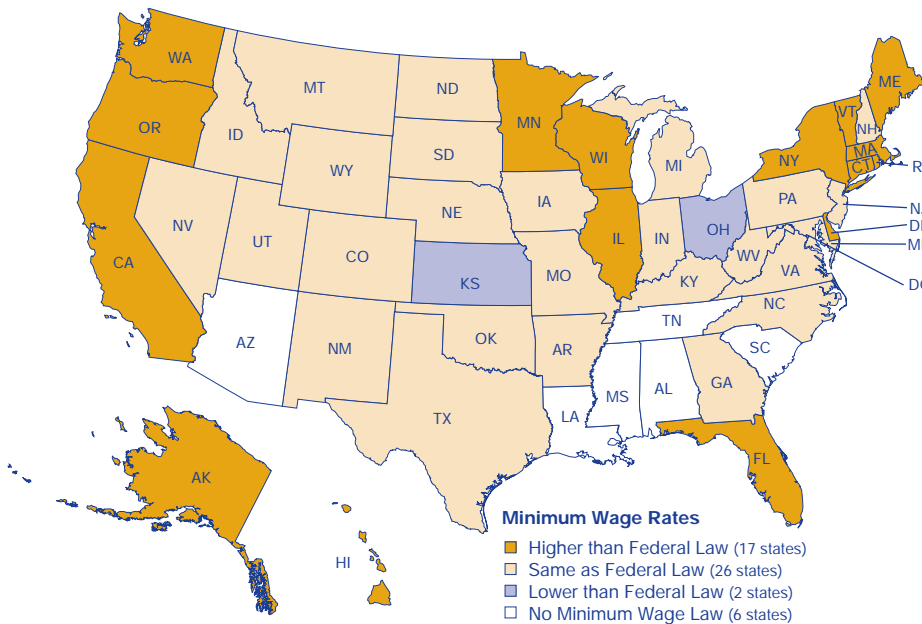 WA
ME
MT
ND
VT
MN
OR
NH
ID
MA
WI
SD
NY
CT
MI
WY
IA
PA
NE
NV
OH
IL
IN
UT
CO
WV
MO
VA
KS
KY
CA
NC
TN
OK
AZ
NM
AR
SC
MS
AL
GA
LA
TX
FL
AK
HI
Minimum Wage Rates
Higher than Federal Law (17 states)
Same as Federal Law (26 states)
Lower than Federal Law (2 states)
No Minimum Wage Law (6 states)